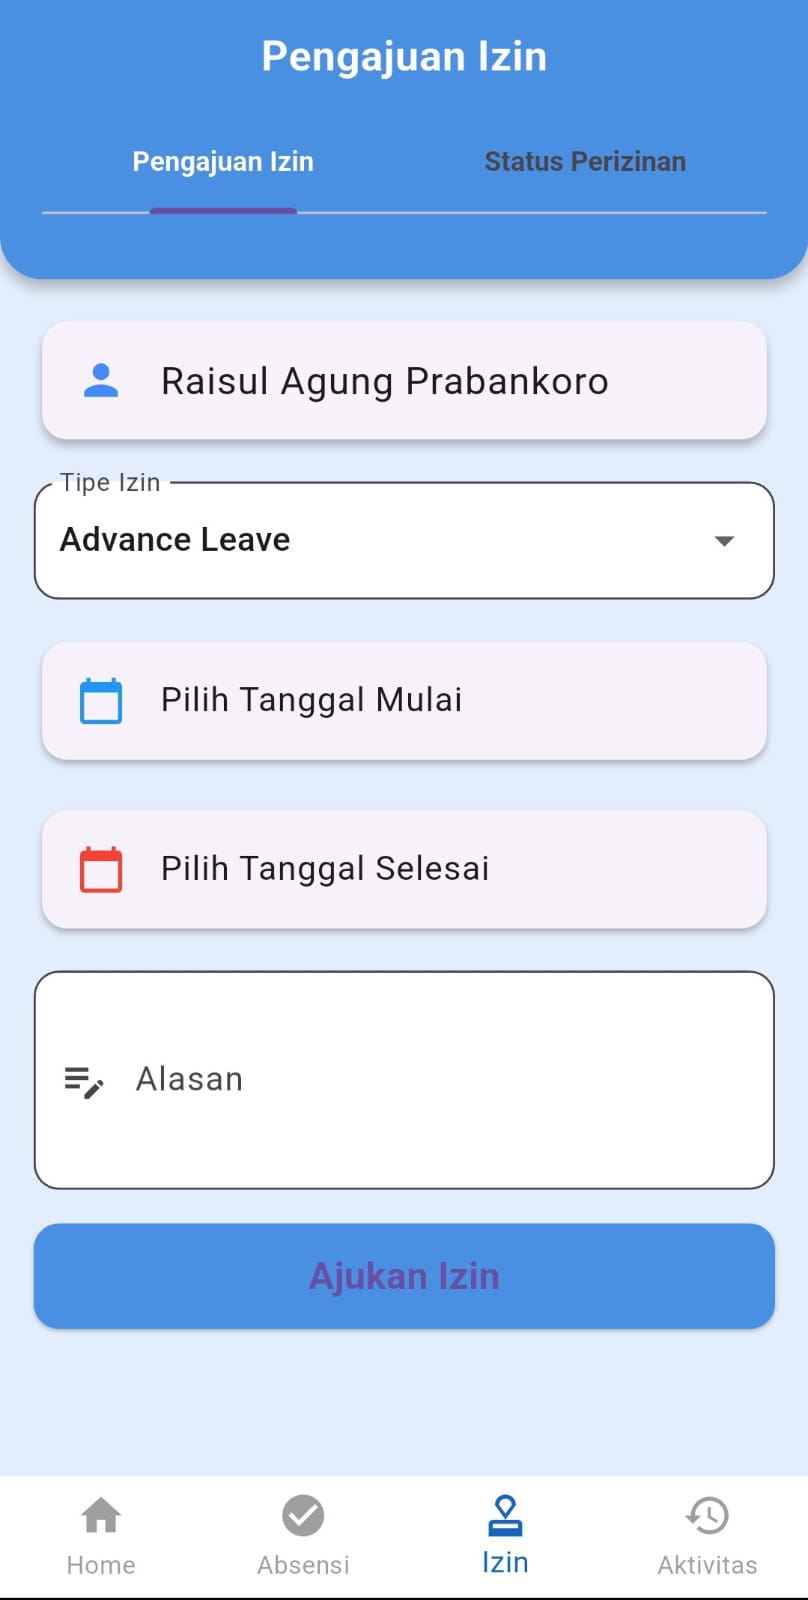 Pengajuan Izin
Pengajuan Izin
Status Perizinan
Raisul Agung Prabankoro
Tipe Izin
Advance Leave
Pilih Tanggal Mulai
Pilih Tanggal Selesai
Alasan
Ajukan Izin
Home
Absensi
Izin
Aktivitas